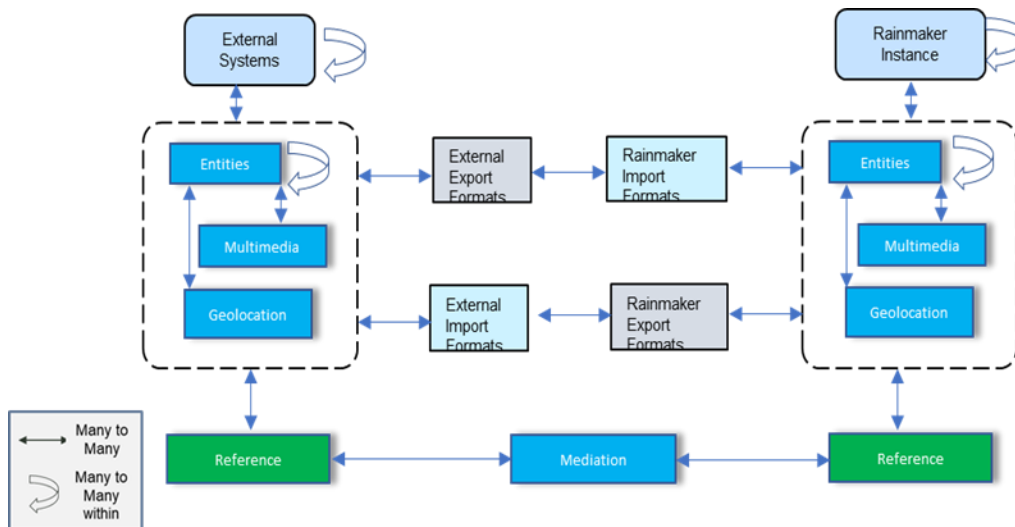 External
Systems
Rainmaker
Instance
Entities
Multimedia
Geolocation
External
Export
Formats
Rainmaker
Import
Formats
Entities
Multimedia
Geolocation
External
Import
Formats
Rainmaker
Export
Formats
Many to
Many
Many to
Many
within
Reference
Mediation
Reference